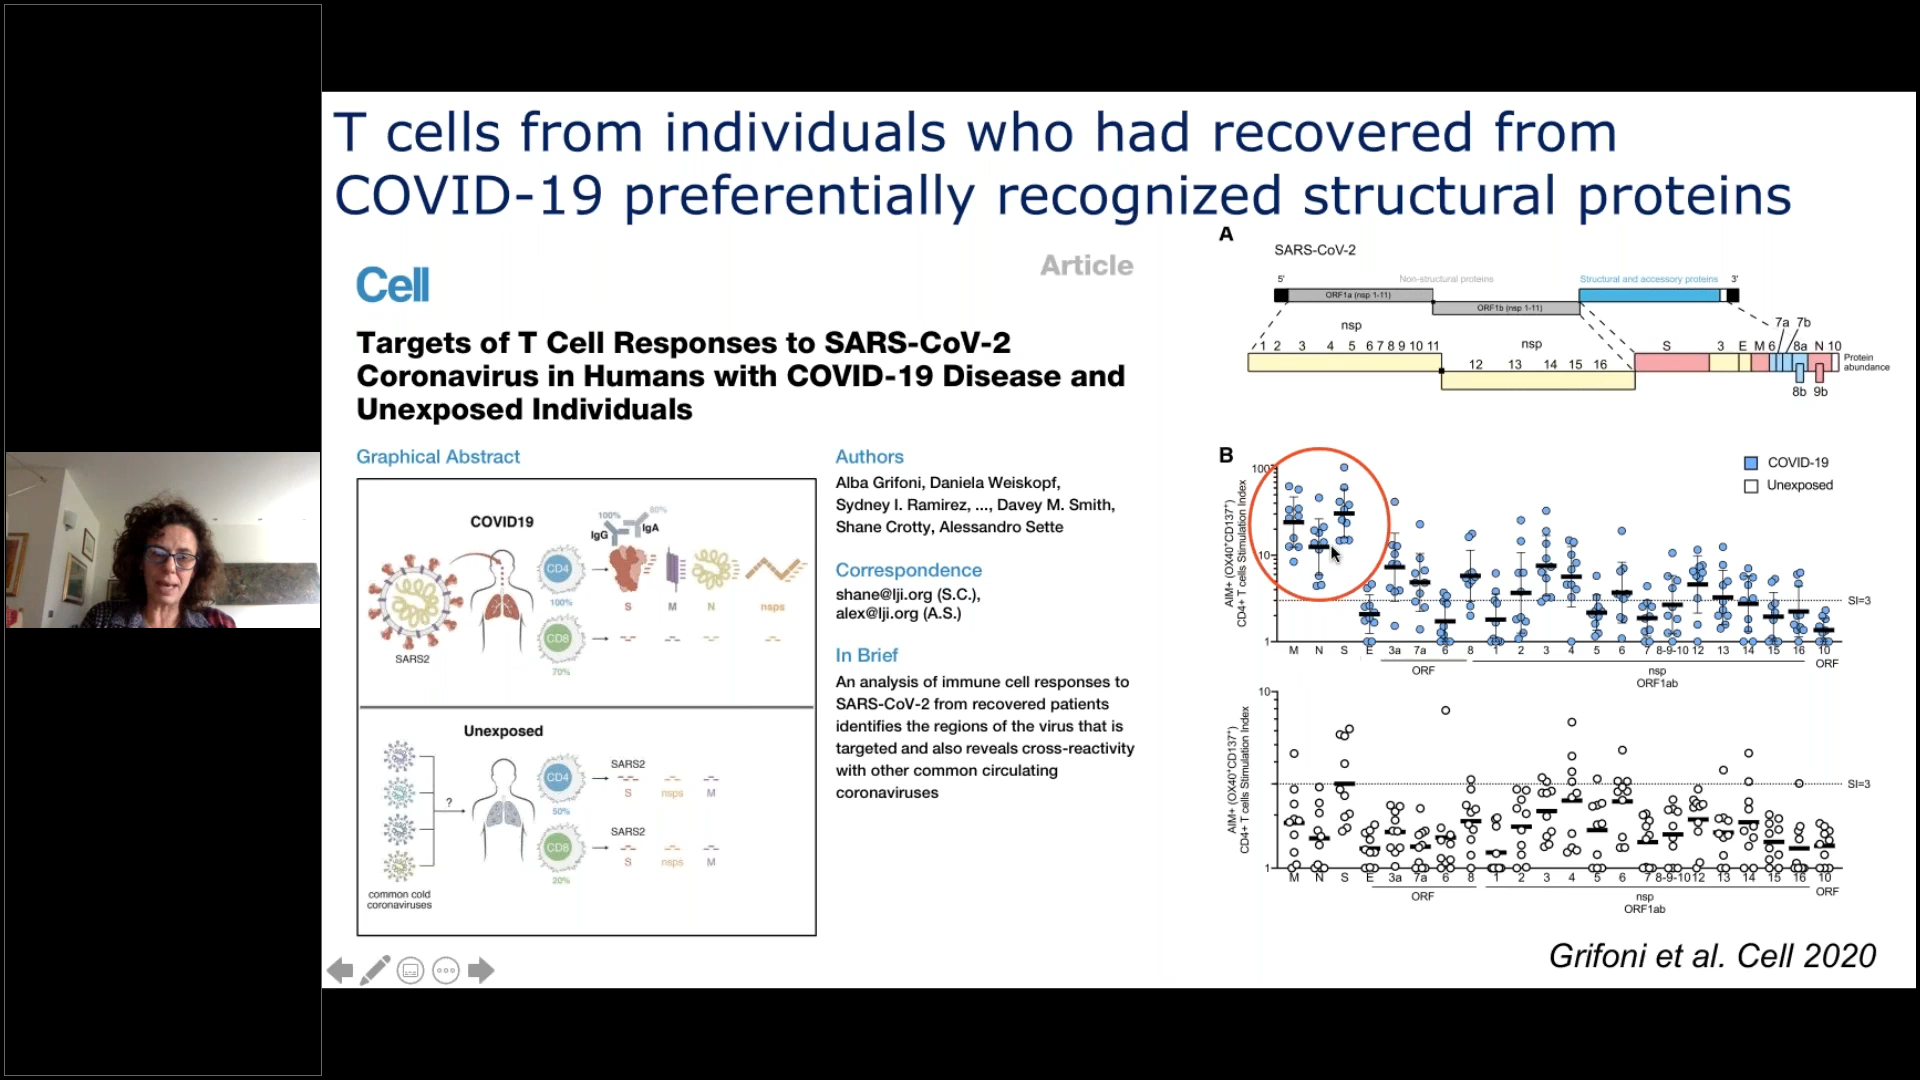 T cells from individuals who had recovered from
COVID-19 preferentially recognized structural proteins
Cell
Article
Targets of T Cell Responses to SARS-CoV-2
Coronavirus in Humans with COVID-19 Disease and
Unexposed Individuals
Graphical Abstract
COVID19
100%
80%
IgG
IgA
CD4
100%
S
M
N
nsps
CD8
70%
SARS2
Unexposed
?
CD4
50%
SARS2
S
nsps
M
CD8
20%
SARS2
S
nsps
M
common cold
coronaviruses
Authors
Alba Grifoni, Daniela Weiskopf,
Sydney I. Ramirez, ..., Davey M. Smith,
Shane Crotty, Alessandro Sette
Correspondence
shane@lji.org (S.C.),
alex@lji.org (A.S.)
In Brief
An analysis of immune cell responses to
SARS-CoV-2 from recovered patients
identifies the regions of the virus that is
targeted and also reveals cross-reactivity
with other common circulating
coronaviruses
A
SARS-CoV-2
5' Non-structural proteins Structural and accessory proteins 3'
ORF1a (nsp 1-11)
ORF1b (nsp 1-11)
7a 7b
nsp
nsp
1 2 3 4 5 6 7 8 9 10 11
12 13 14 15 16
S 3 E M 6 8a N 10
Protein
abundance
8b 9b
B
COVID-19
Unexposed
AIM+ (OX40+CD137+)
CD4+ T cells Stimulation Index
100
10
1
SI=3
M N S E 3a 7a 6 8 1 2 3 4 5 6 7 8-9-10 12 13 14 15 16 10
ORF
nsp
ORF1ab
ORF
AIM+ (OX40+CD137+)
CD4+ T cells Stimulation Index
10
1
SI=3
M N S E 3a 7a 6 8 1 2 3 4 5 6 7 8-9-10 12 13 14 15 16 10
ORF
nsp
ORF1ab
ORF
Grifoni et al. Cell 2020